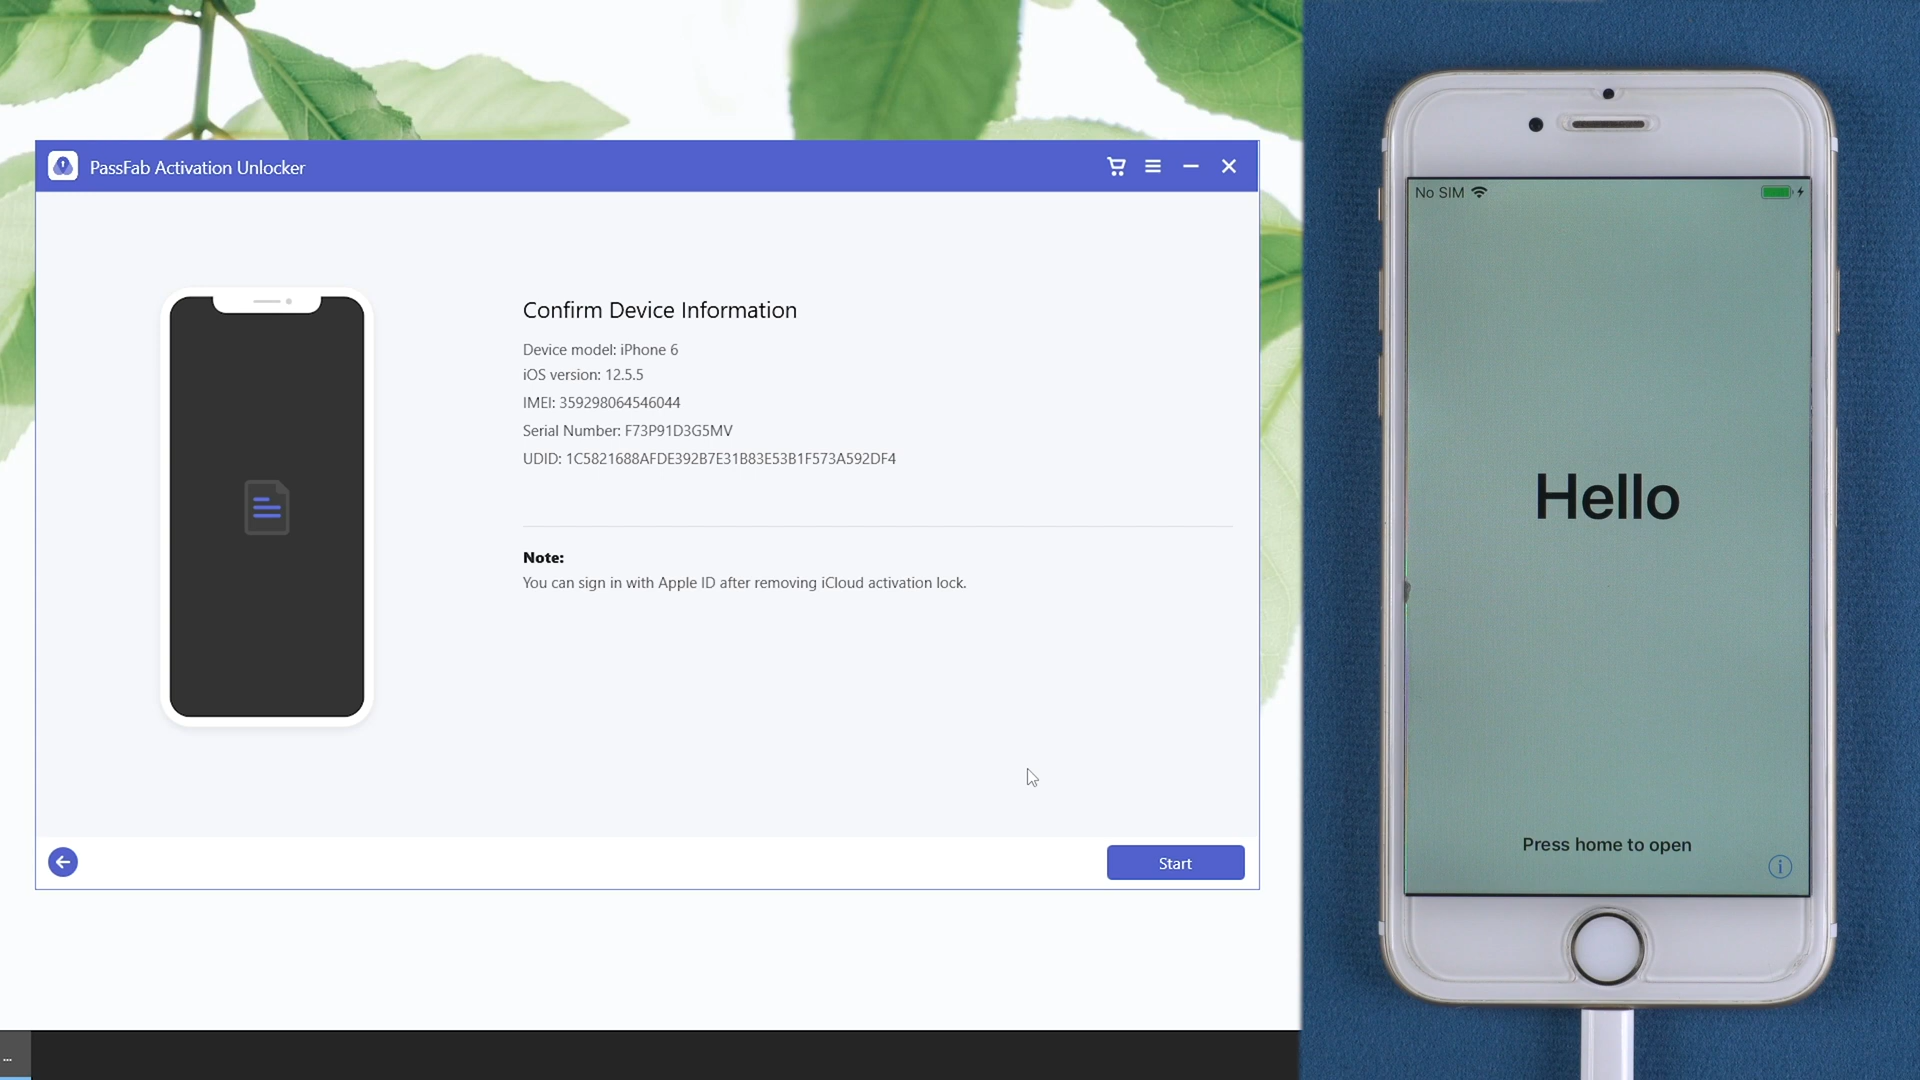 PassFab Activation Unlocker
Confirm Device Information
Device model: iPhone 6
iOS version: 12.5.5
IMEI: 359298064546044
Serial Number: F73P91D3G5MV
UDID: 1C5821688AFDE392B7E31B83E53B1F573A592DF4
Note:
You can sign in with Apple ID after removing iCloud activation lock.
Start
...
No SIM
Hello
Press home to open
i